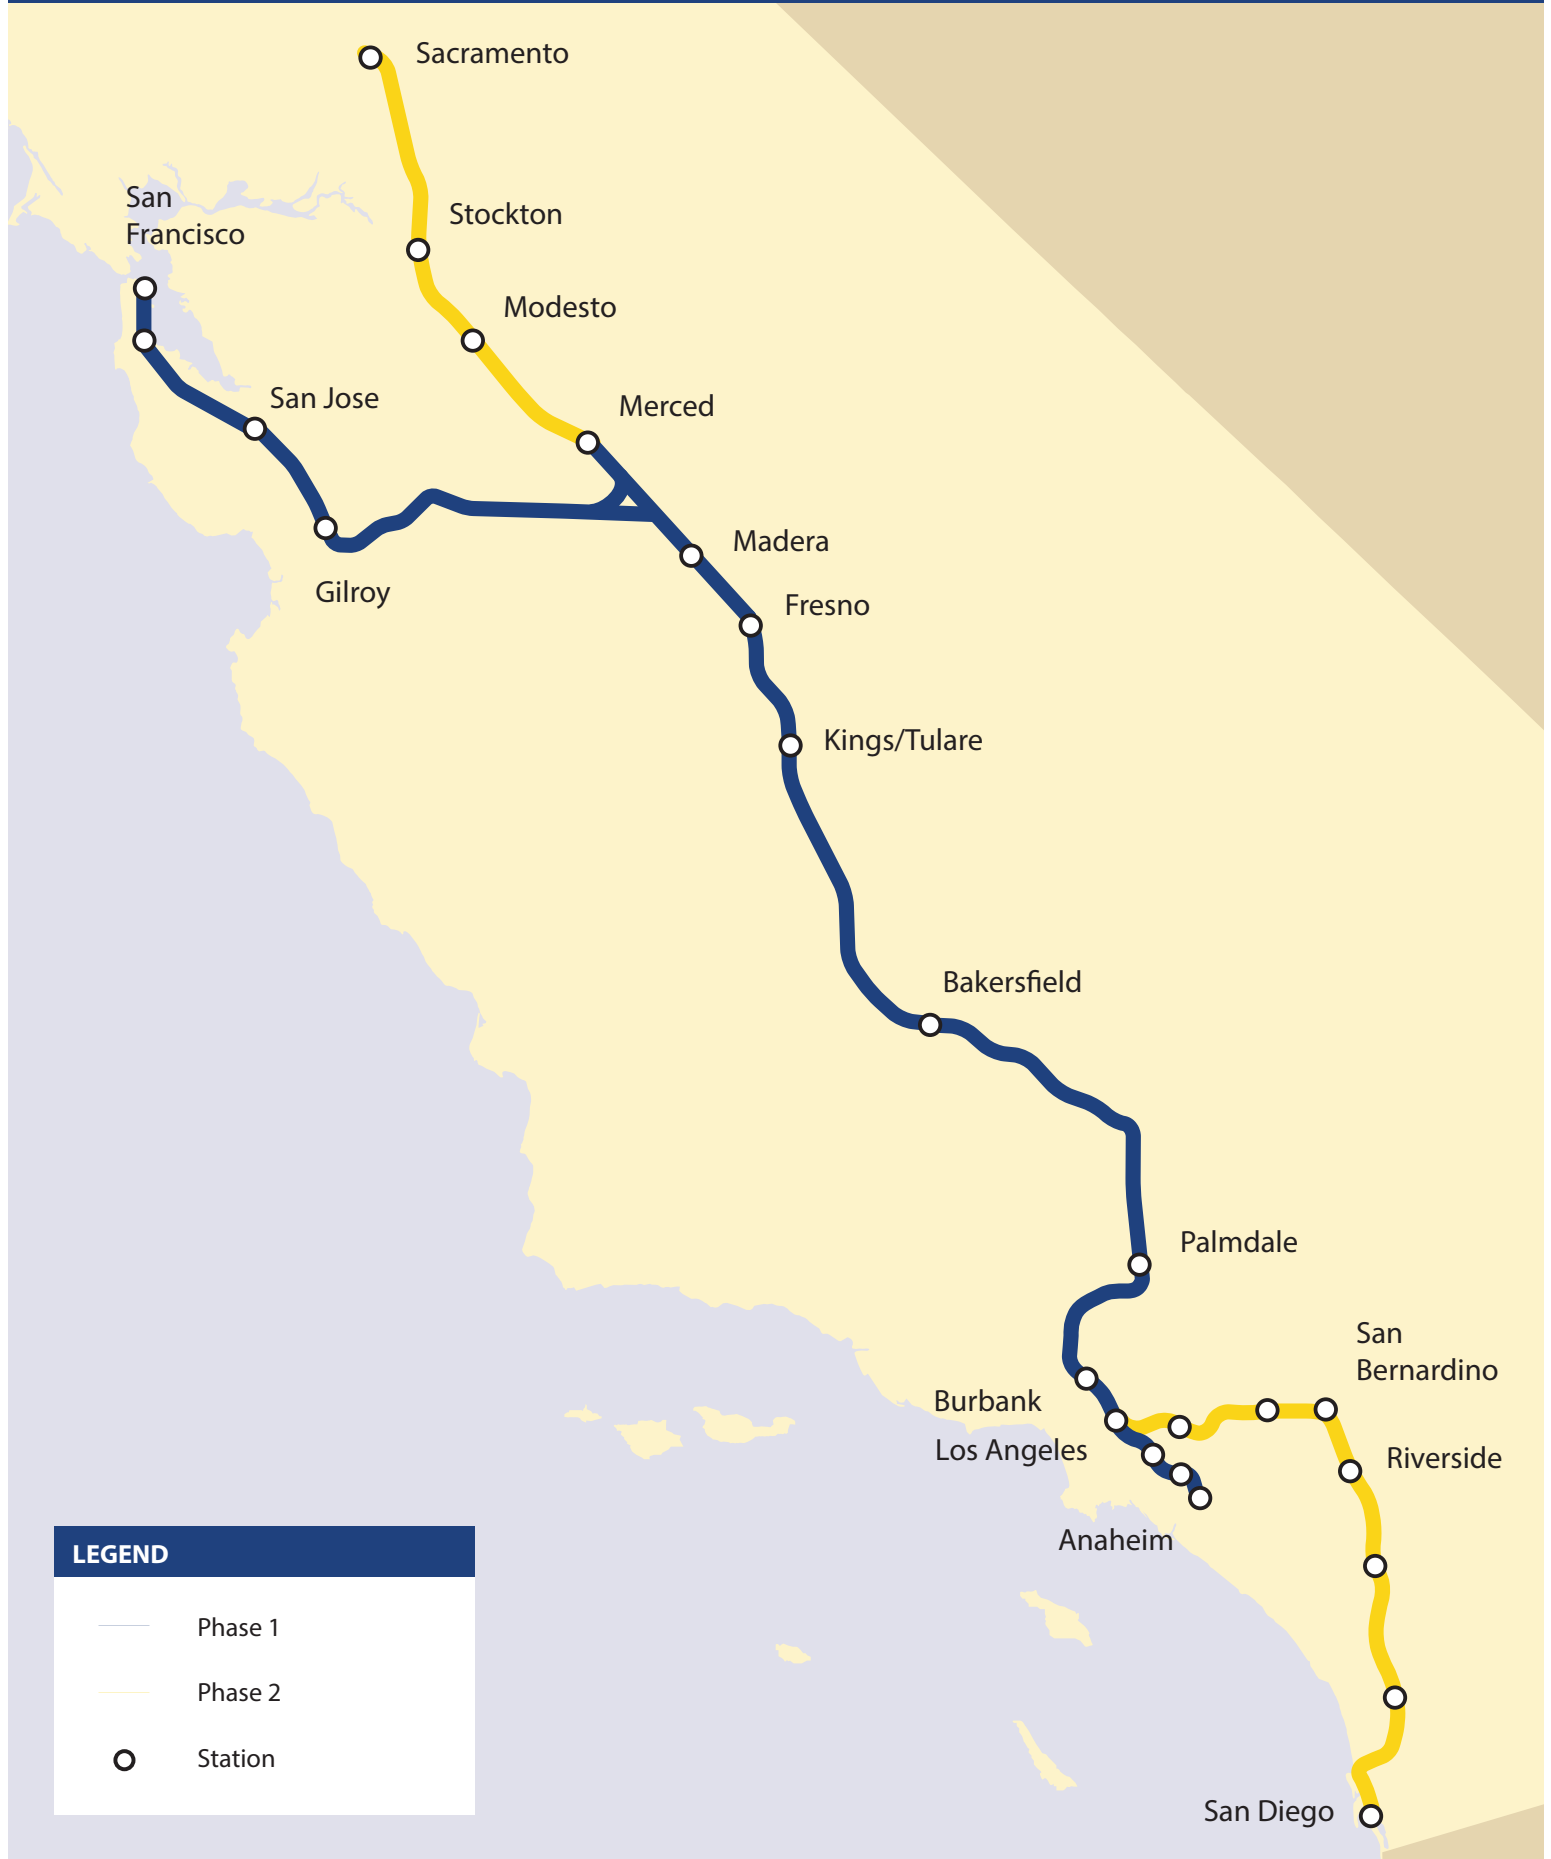 Sacramento
San
Francisco
Stockton
Modesto
San Jose
Merced
Madera
Gilroy
Fresno
Kings/Tulare
Bakersfield
Palmdale
San
Bernardino
Burbank
Los Angeles
Riverside
Anaheim
LEGEND
Phase 1
Phase 2
Station
San Diego